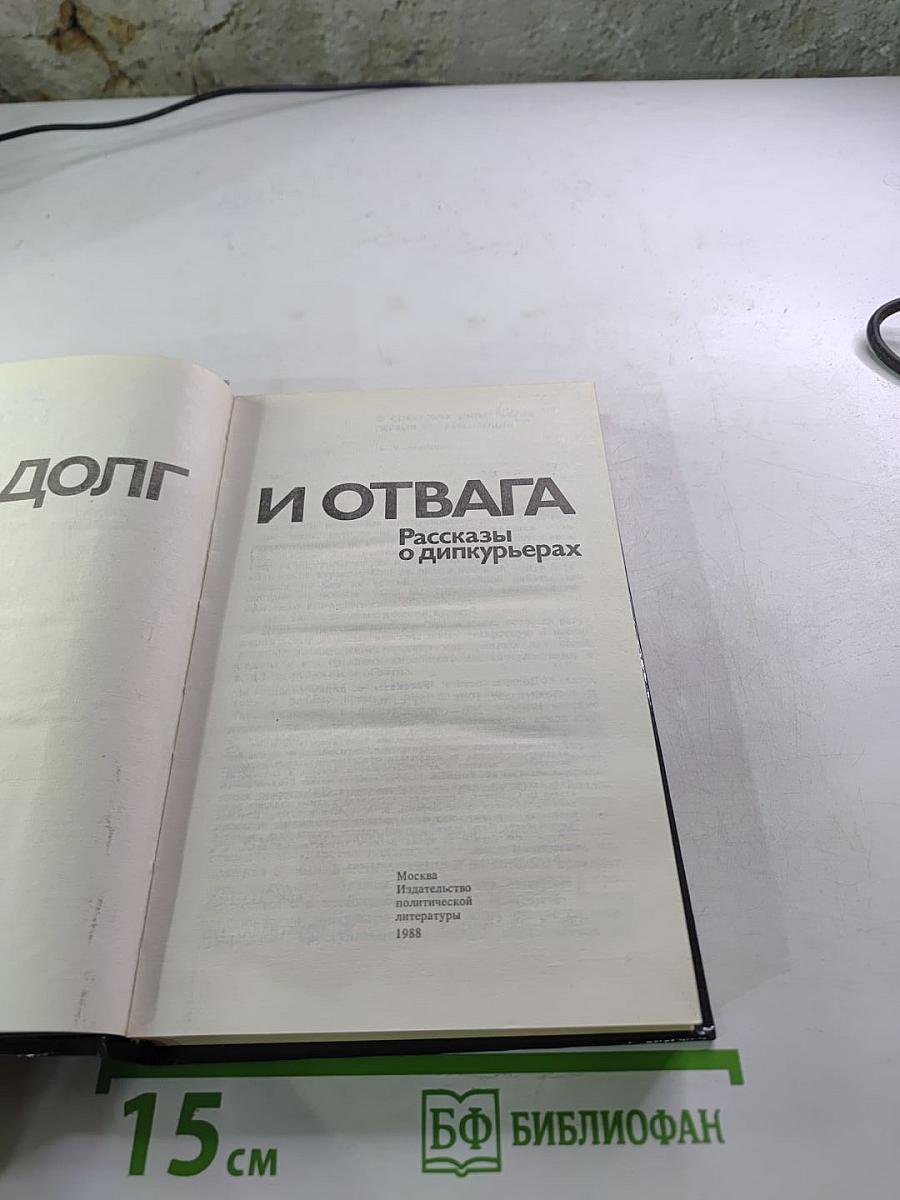 ДОЛГ
И ОТВАГА
Рассказы
о дипкурьерах
Москва
Издательство
политической
литературы
1988
15 см
БФ БИБЛИОФАН